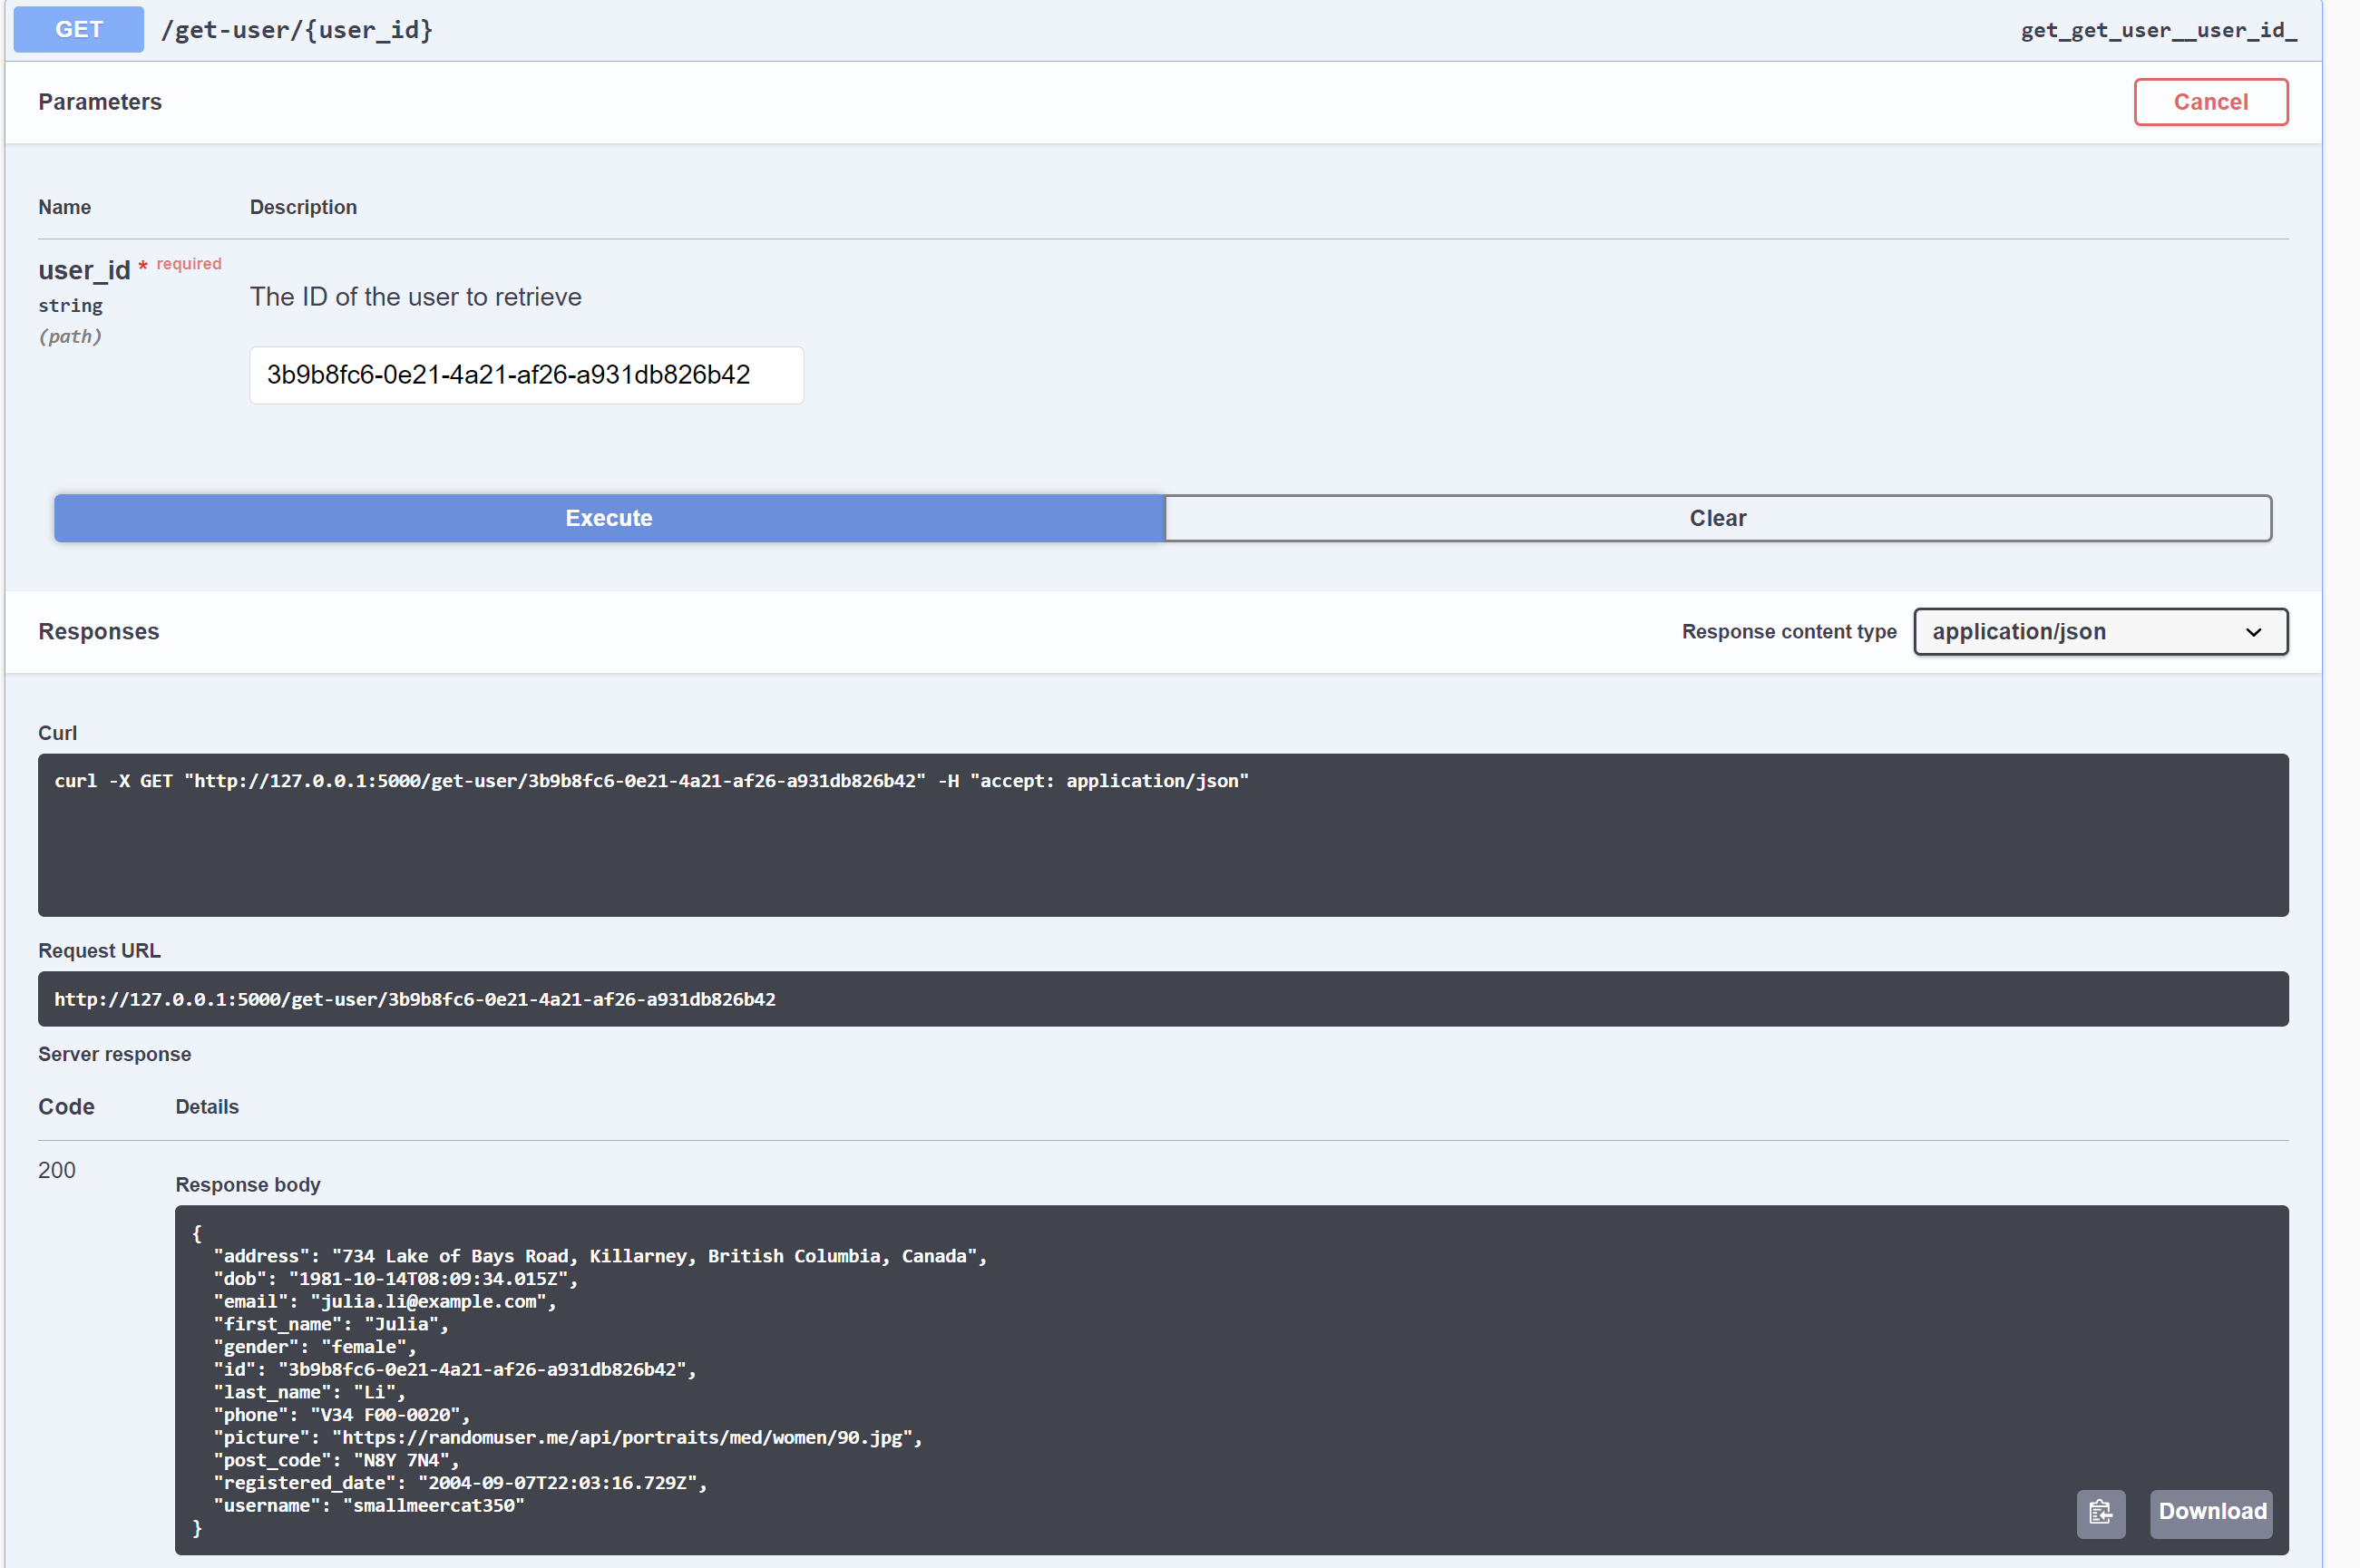 GET /get-user/{user_id} get_get_user__user_id_
Parameters Cancel
Name Description
user_id * required
string
(path)
The ID of the user to retrieve
3b9b8fc6-0e21-4a21-af26-a931db826b42
Execute Clear
Responses Response content type application/json
Curl
curl -X GET "http://127.0.0.1:5000/get-user/3b9b8fc6-0e21-4a21-af26-a931db826b42" -H "accept: application/json"
Request URL
http://127.0.0.1:5000/get-user/3b9b8fc6-0e21-4a21-af26-a931db826b42
Server response
Code Details
200
Response body
{
  "address": "734 Lake of Bays Road, Killarney, British Columbia, Canada",
  "dob": "1981-10-14T08:09:34.015Z",
  "email": "julia.li@example.com",
  "first_name": "Julia",
  "gender": "female",
  "id": "3b9b8fc6-0e21-4a21-af26-a931db826b42",
  "last_name": "Li",
  "phone": "V34 F00-0020",
  "picture": "https://randomuser.me/api/portraits/med/women/90.jpg",
  "post_code": "N8Y 7N4",
  "registered_date": "2004-09-07T22:03:16.729Z",
  "username": "smallmeercat350"
}
Download